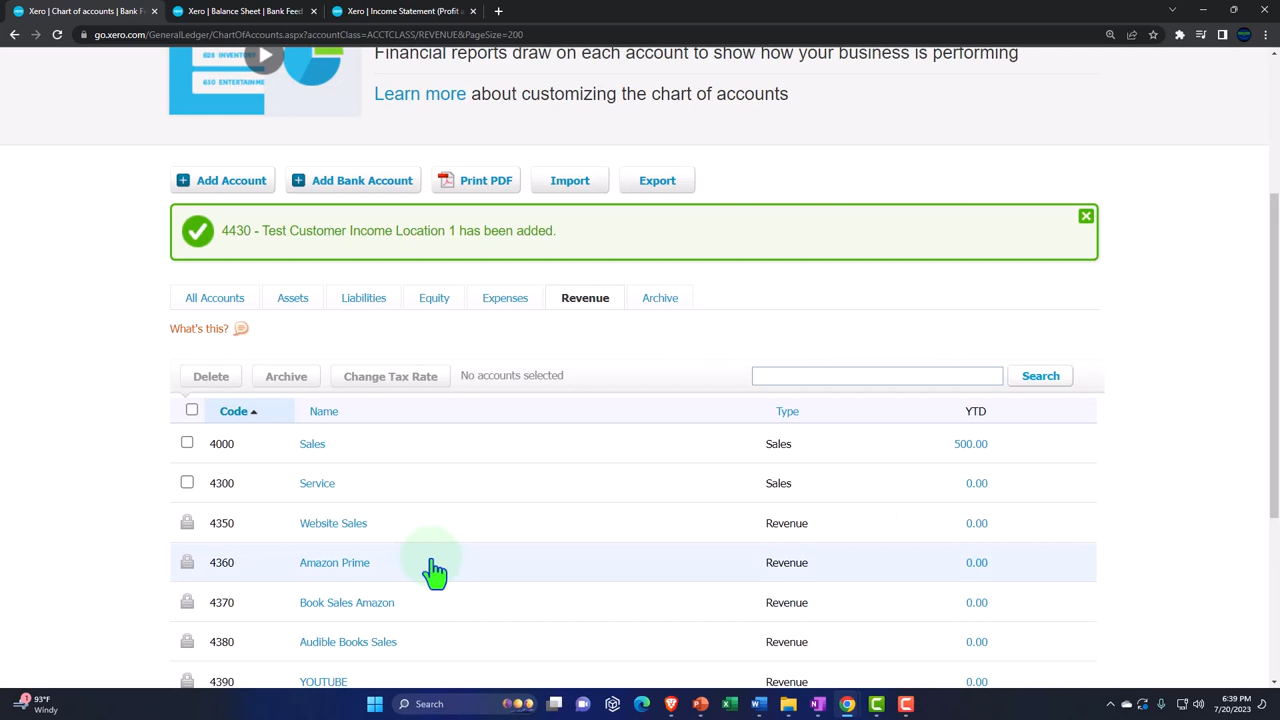 Xero | Chart of accounts | Ban
Xero | Balance Sheet | Bank Feed
Xero | Income Statement (Profit a
go.xero.com/GeneralLedger/ChartOfAccounts.aspx?accountClass=ACCTCLASS/REVENUE&PageSize=200
Financial reports draw on each account to show how your business is performing
610 ENTERTAINME
Learn more about customizing the chart of accounts
Add Account
Add Bank Account
Print PDF
Import
Export
4430 - Test Customer Income Location 1 has been added.
All Accounts
Assets
Liabilities
Equity
Expenses
Revenue
Archive
What's this?
Delete
Archive
Change Tax Rate
No accounts selected
Search
Code Name Type YTD
4000 Sales Sales 500.00
4300 Service Sales 0.00
4350 Website Sales Revenue 0.00
4360 Amazon Prime Revenue 0.00
4370 Book Sales Amazon Revenue 0.00
4380 Audible Books Sales Revenue 0.00
4390 YOUTUBE Revenue 0.00
1
93°F
Windy
Search
6:39 PM
7/20/2023